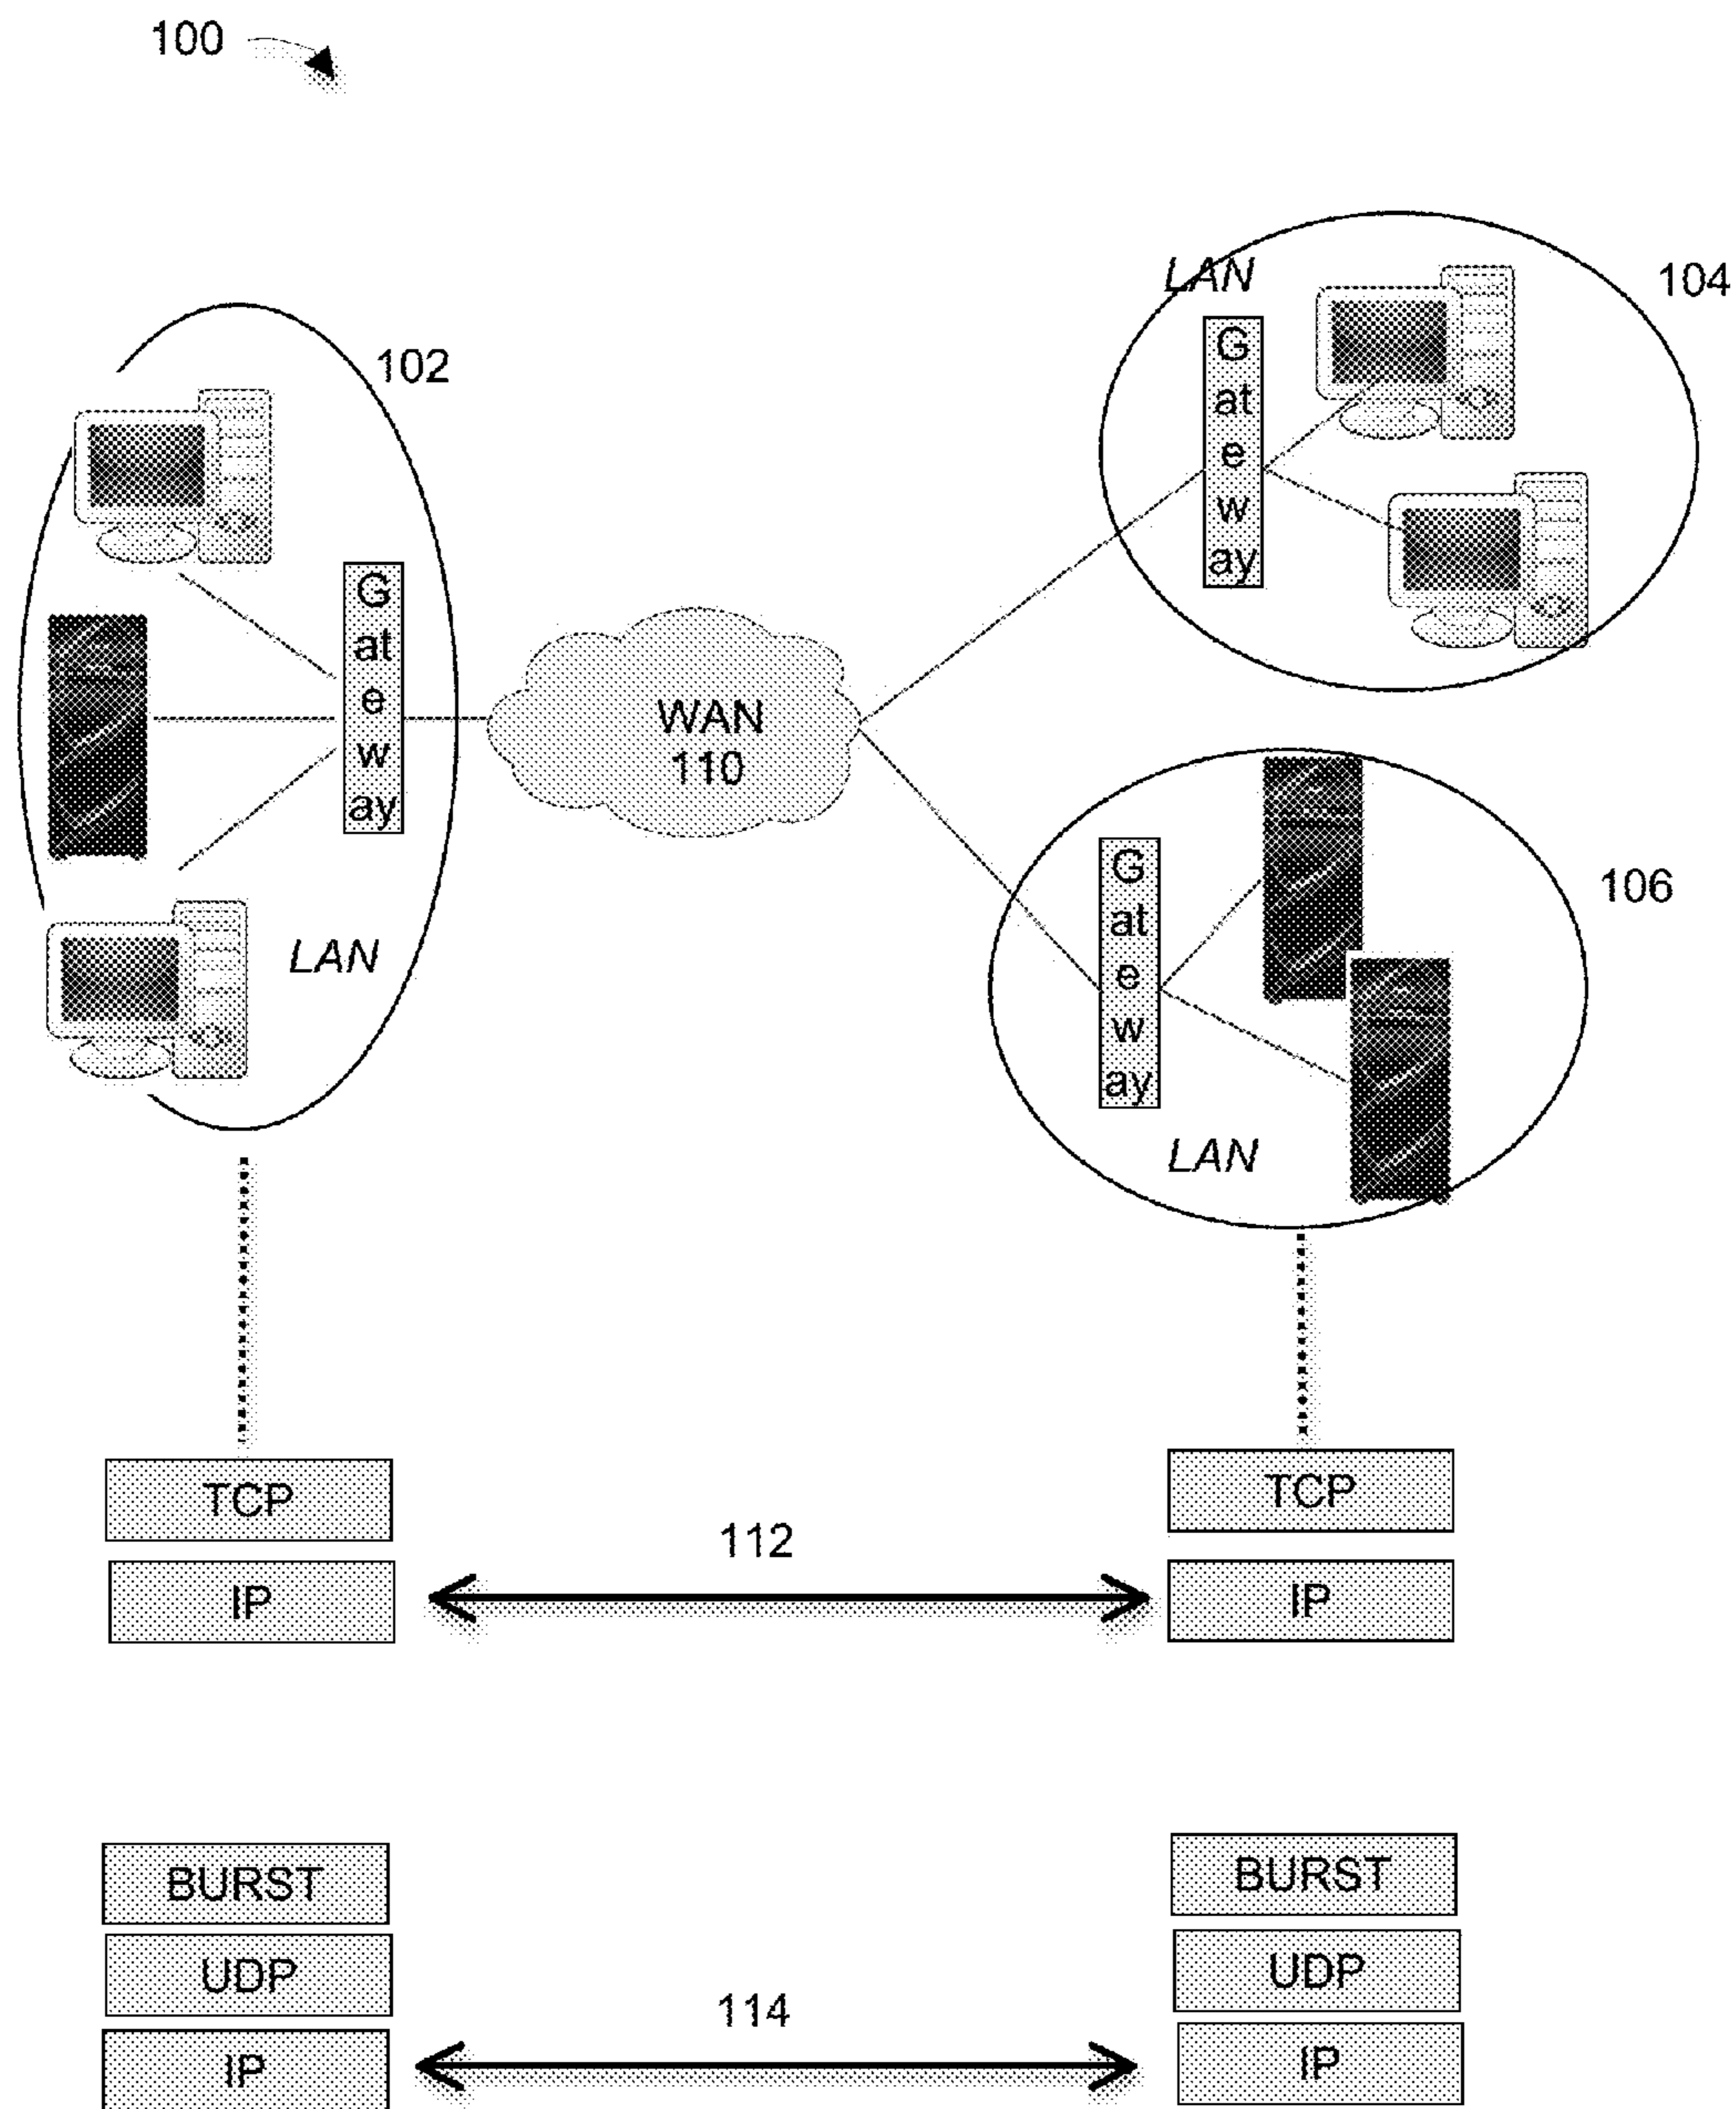 100
LAN
104
G
at
e
w
ay
102
G
at
e
w
ay
LAN
WAN
110
G
at
e
w
ay
106
LAN
TCP
IP
112
TCP
IP
BURST
UDP
IP
114
BURST
UDP
IP